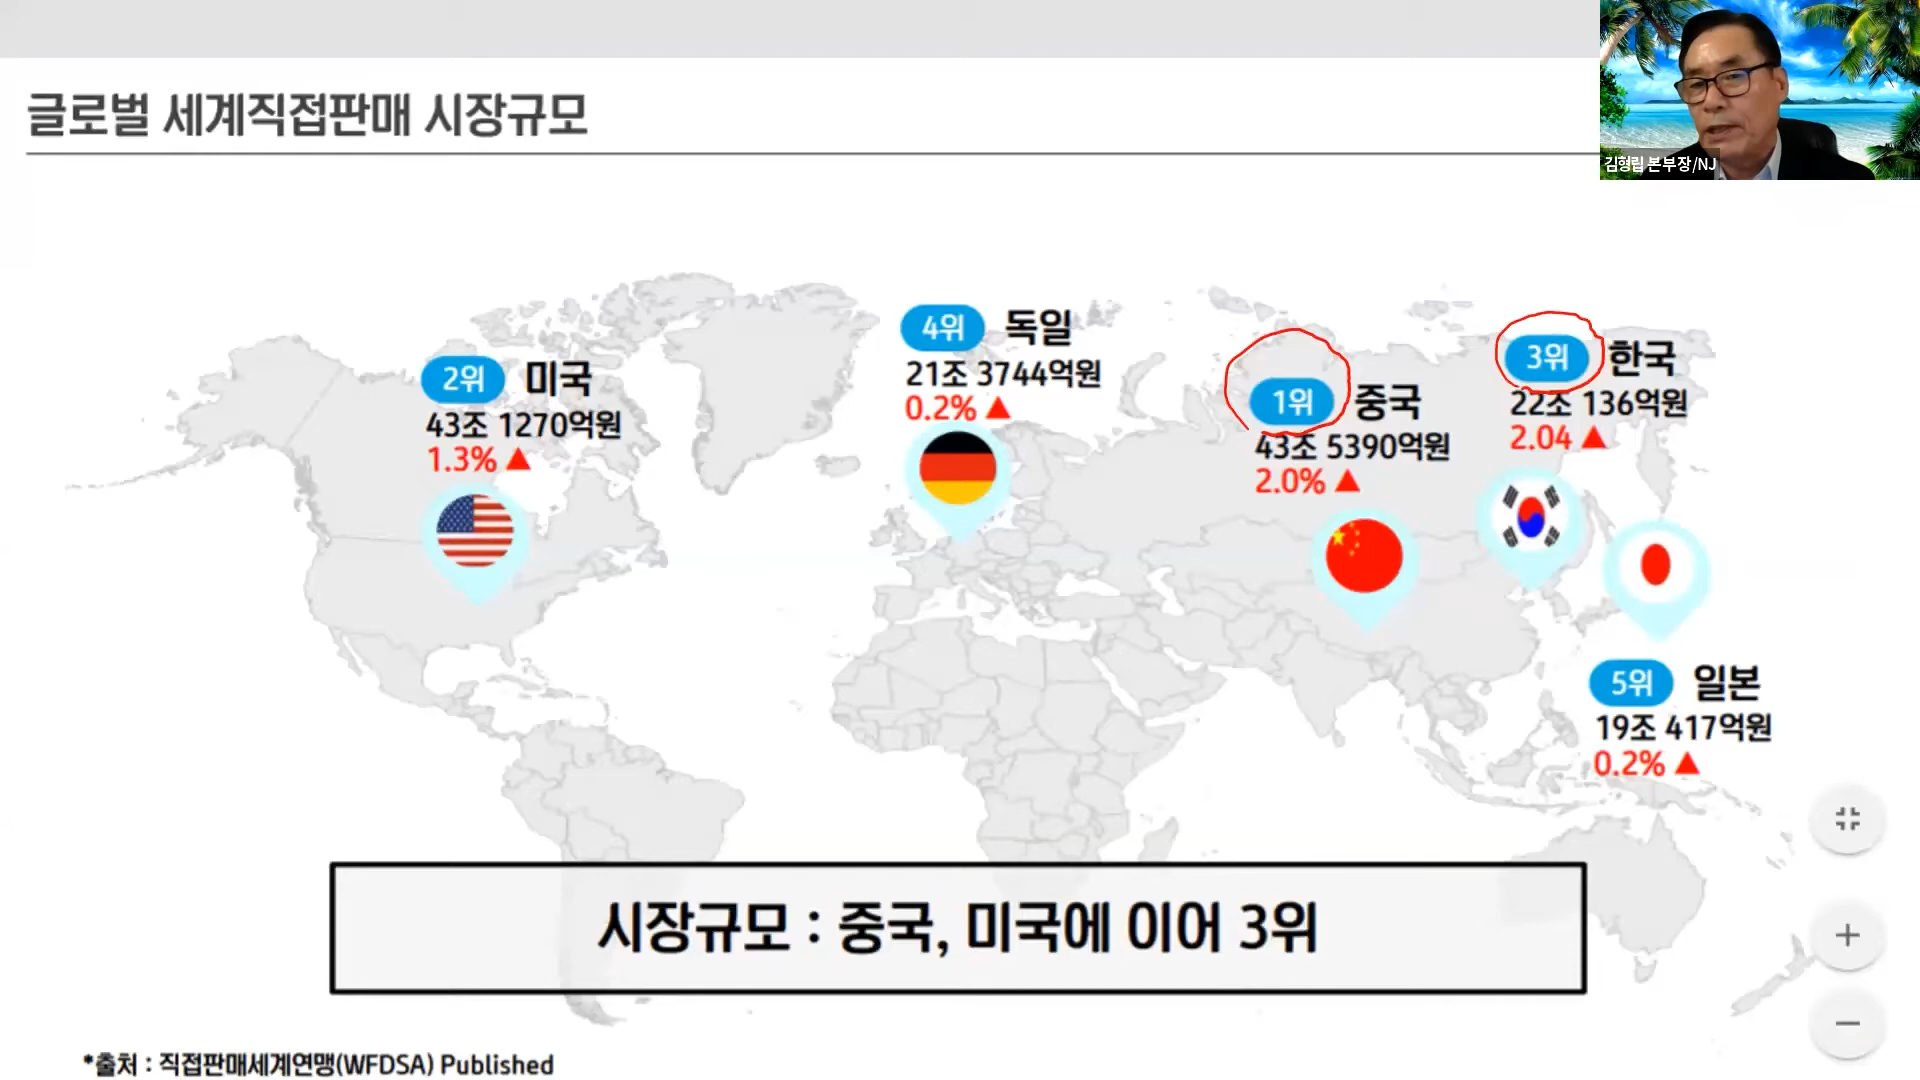 글로벌 세계직접판매 시장규모
김형립 본부장/NJ
2위 미국
43조 1270억원
1.3% ▲
4위 독일
21조 3744억원
0.2% ▲
1위 중국
43조 5390억원
2.0% ▲
3위 한국
22조 136억원
2.04 ▲
5위 일본
19조 417억원
0.2% ▲
시장규모 : 중국, 미국에 이어 3위
*출처 : 직접판매세계연맹(WFDSA) Published